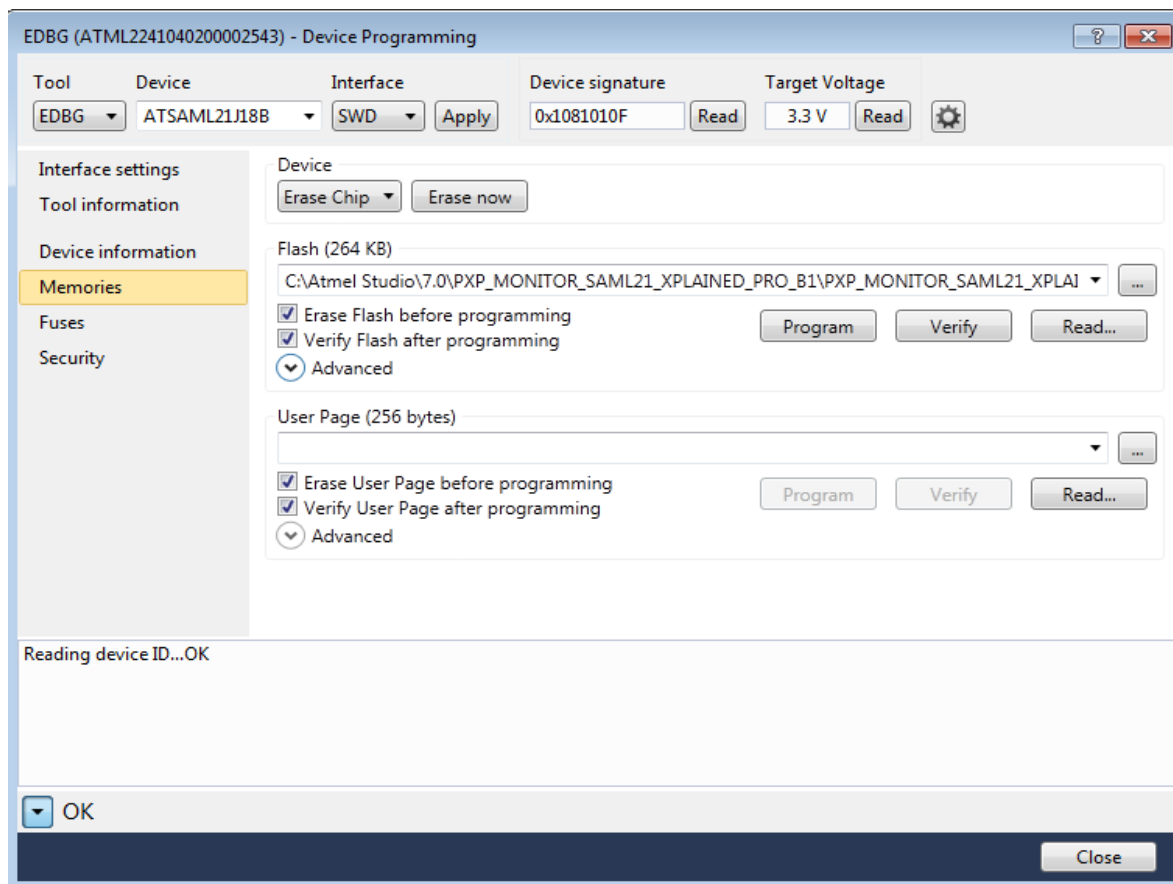 EDBG (ATML2241040200002543) - Device Programming
Tool Device Interface Device signature Target Voltage
EDBG ATSAML21J18B SWD Apply 0x1081010F Read 3.3 V Read
Interface settings
Tool information
Device information
Memories
Fuses
Security
Device
Erase Chip Erase now
Flash (264 KB)
C:\Atmel Studio\7.0\PXP_MONITOR_SAML21_XPLAINED_PRO_B1\PXP_MONITOR_SAML21_XPLAI ...
Erase Flash before programming
Verify Flash after programming
Program Verify Read...
Advanced
User Page (256 bytes)
...
Erase User Page before programming
Verify User Page after programming
Program Verify Read...
Advanced
Reading device ID...OK
OK
Close